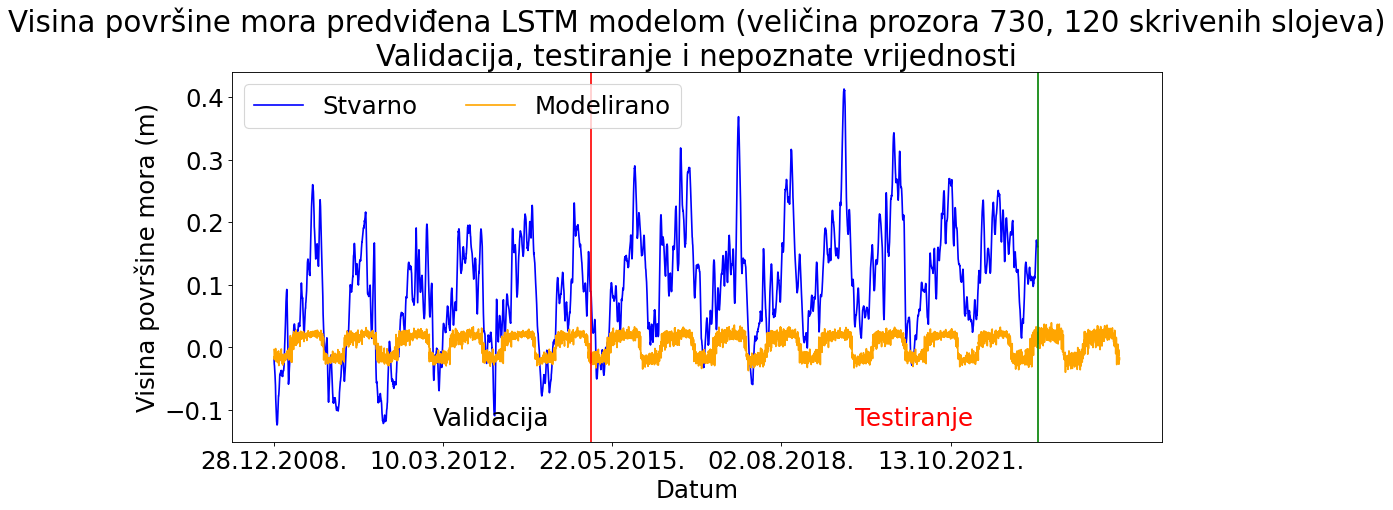 Visina površine mora predviđena LSTM modelom (veličina prozora 730, 120 skrivenih slojeva)
Validacija, testiranje i nepoznate vrijednosti
Stvarno Modelirano
Visina površine mora (m)
0.4
0.3
0.2
0.1
0.0
−0.1
Validacija Testiranje
28.12.2008. 10.03.2012. 22.05.2015. 02.08.2018. 13.10.2021.
Datum